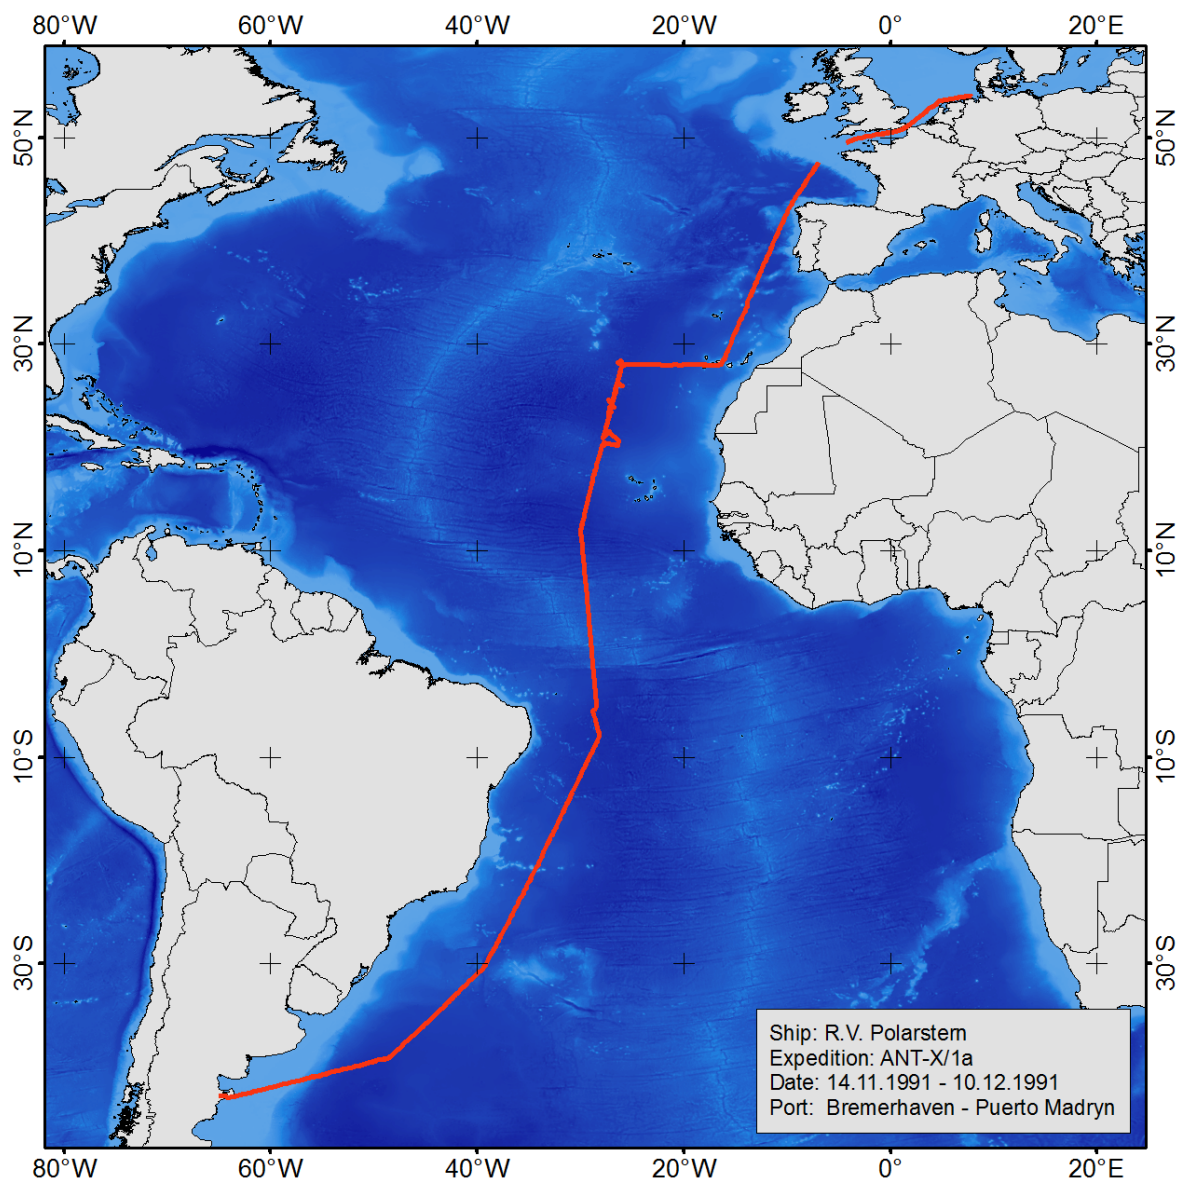 80°W 60°W 40°W 20°W 0° 20°E
50°N 50°N
30°N 30°N
10°N 10°N
10°S 10°S
30°S 30°S
Ship: R.V. Polarstern
Expedition: ANT-X/1a
Date: 14.11.1991 - 10.12.1991
Port: Bremerhaven - Puerto Madryn
80°W 60°W 40°W 20°W 0° 20°E